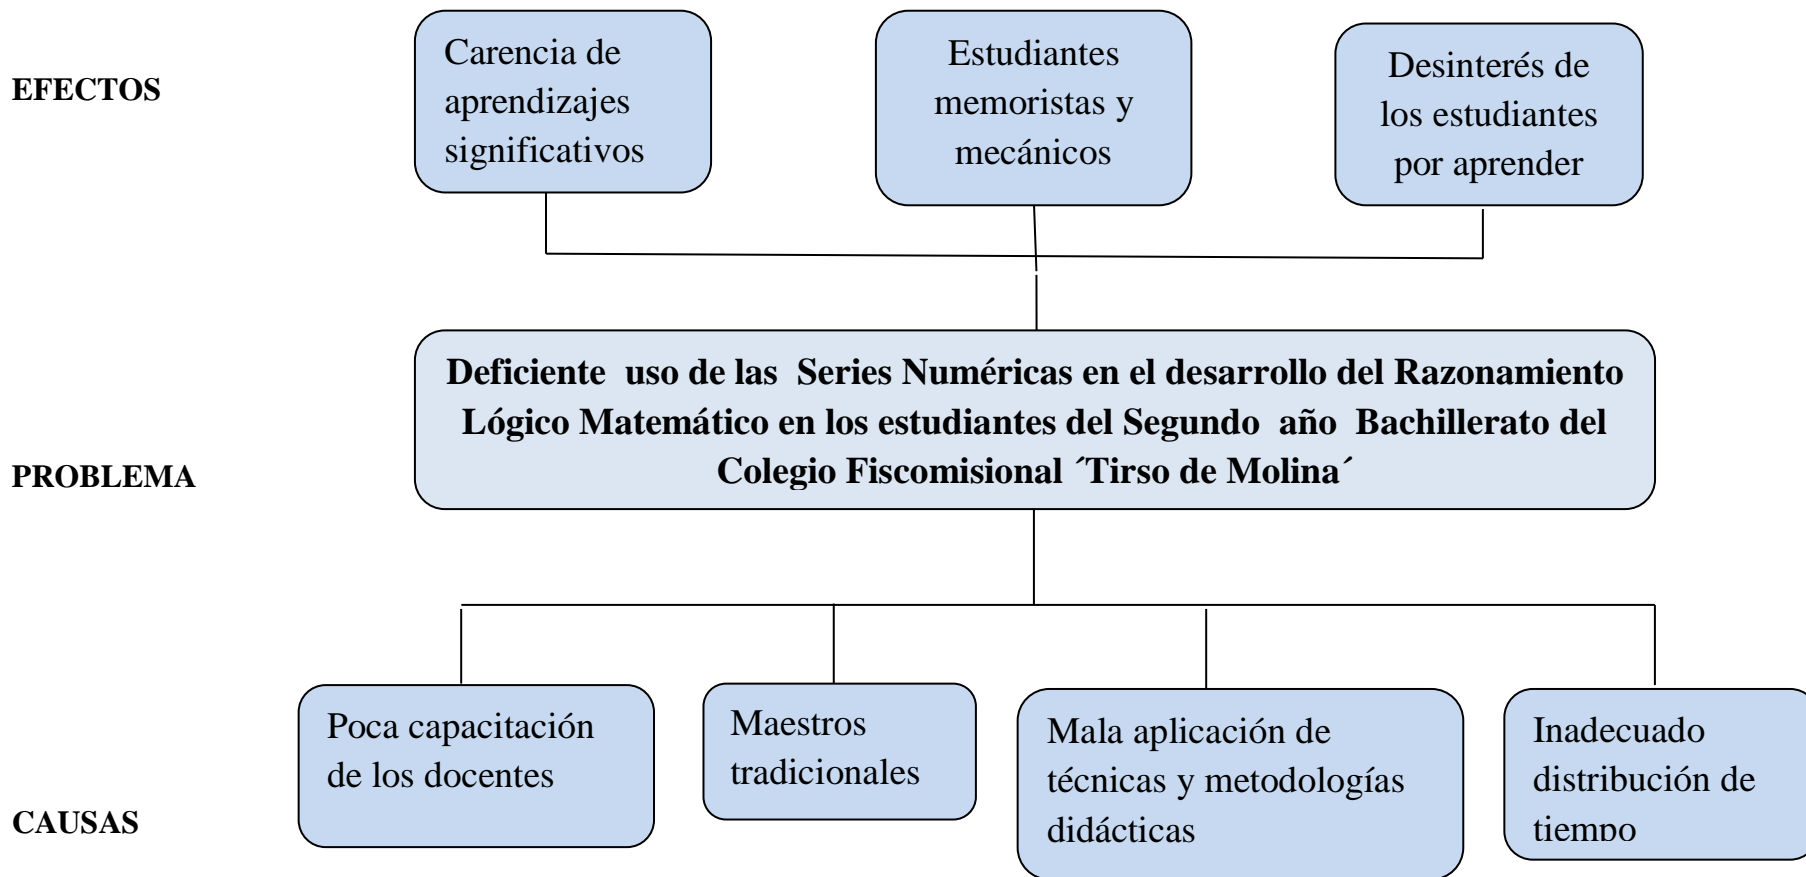 EFECTOS
Carencia de
aprendizajes
significativos
Estudiantes
memoristas y
mecánicos
Desinterés de
los estudiantes
por aprender
PROBLEMA
Deficiente  uso de las  Series Numéricas en el desarrollo del Razonamiento
Lógico Matemático en los estudiantes del Segundo  año  Bachillerato del
Colegio Fiscomisional ´Tirso de Molina´
CAUSAS
Poca capacitación
de los docentes
Maestros
tradicionales
Mala aplicación de
técnicas y metodologías
didácticas
Inadecuado
distribución de
tiempo